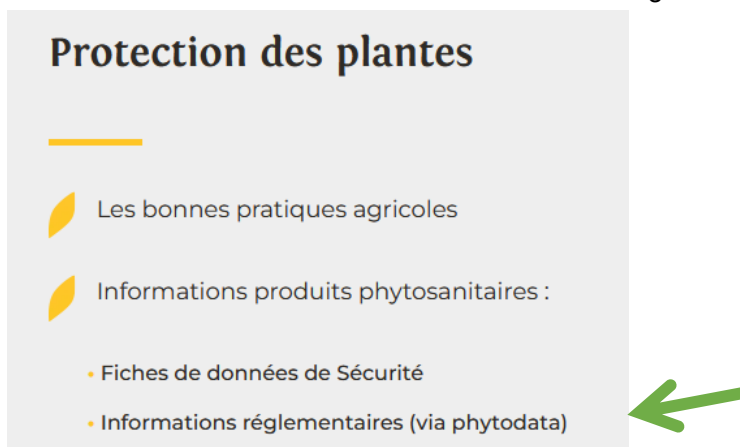 Protection des plantes
Les bonnes pratiques agricoles
Informations produits phytosanitaires :
• Fiches de données de Sécurité
• Informations réglementaires (via phytodata)